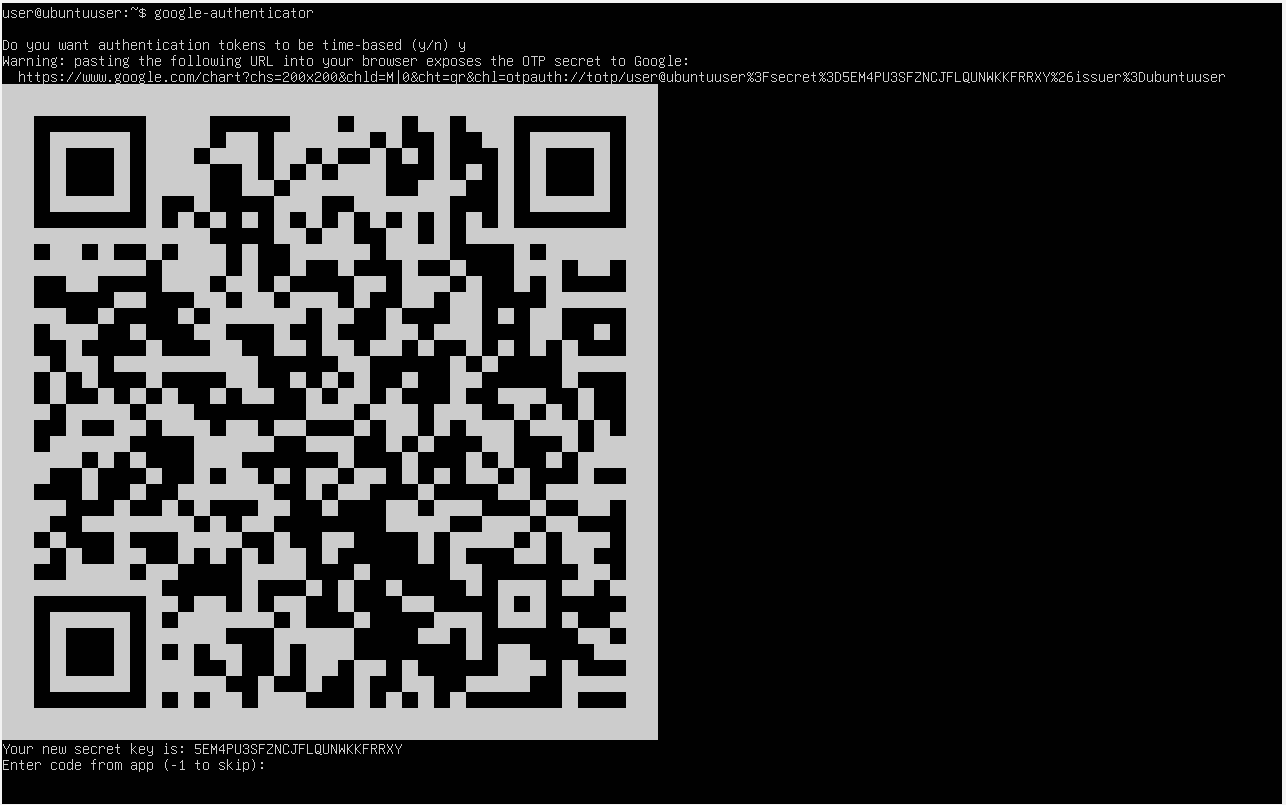 user@ubuntuuser:~$ google-authenticator
Do you want authentication tokens to be time-based (y/n) y
Warning: pasting the following URL into your browser exposes the OTP secret to Google:
https://www.google.com/chart?chs=200x200&chld=M|0&cht=qr&chl=otpauth://totp/user@ubuntuuser%3Fsecret%3D5EM4PU3SFZNCJFLQUNWKKFRRXY%26issuer%3Dubuntuuser
Your new secret key is: 5EM4PU3SFZNCJFLQUNWKKFRRXY
Enter code from app (-1 to skip):